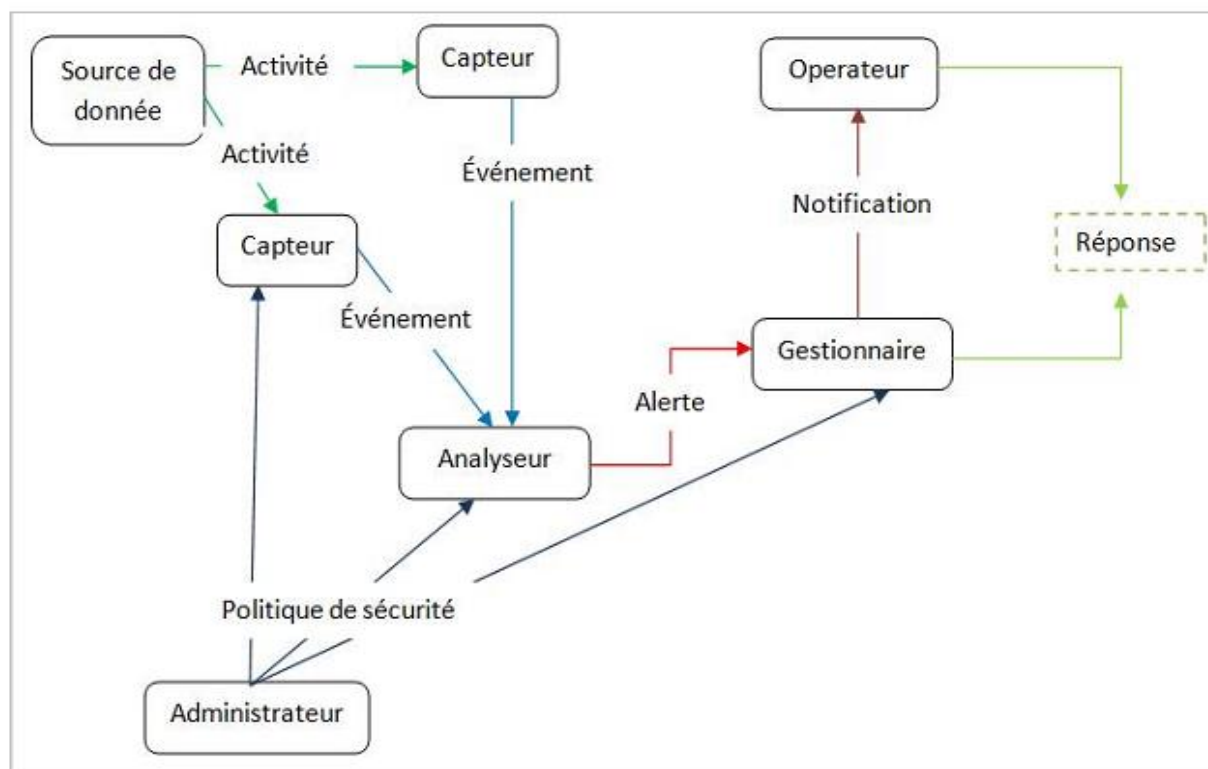 Source de
donnée
Activité
Capteur
Operateur
Activité
Événement
Notification
Capteur
Réponse
Événement
Gestionnaire
Alerte
Analyseur
Politique de sécurité
Administrateur